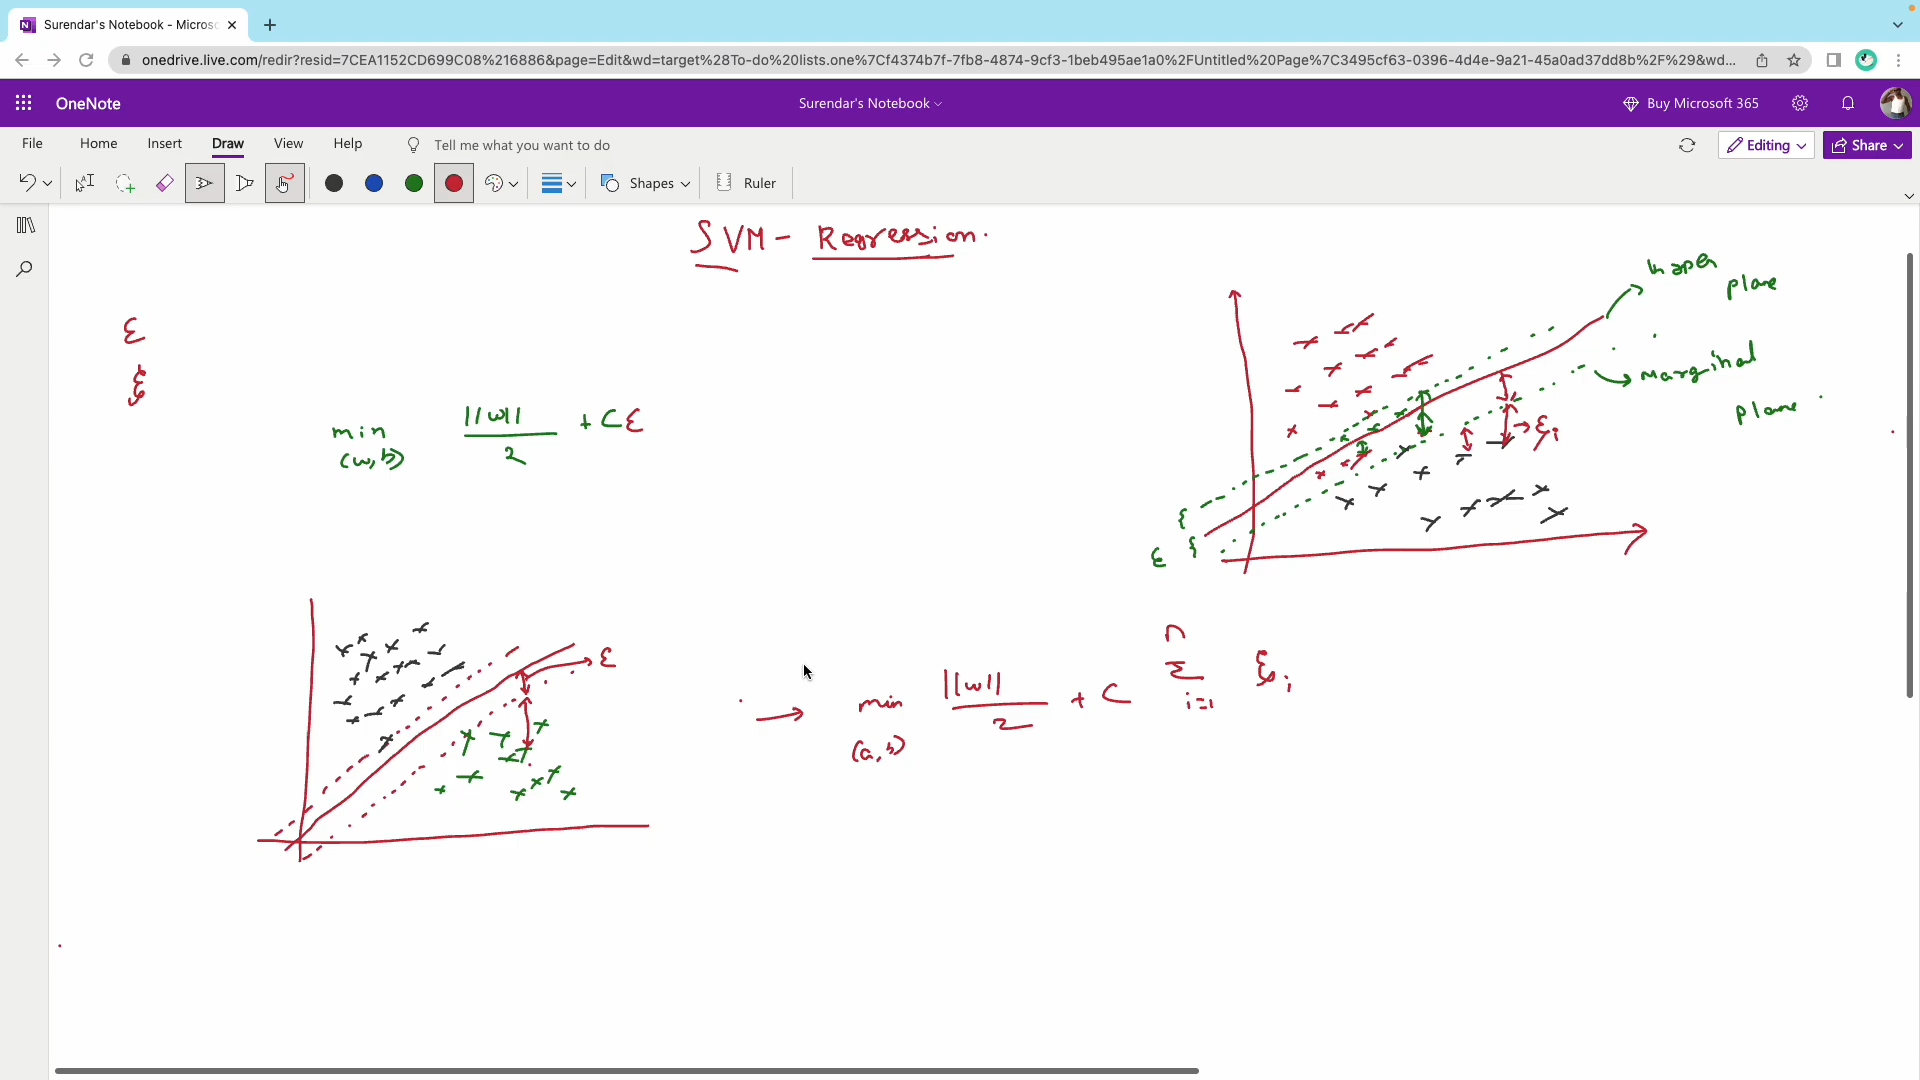 Surendar's Notebook - Micros
onedrive.live.com/redir?resid=7CEA1152CD699C08%216886&page=Edit&wd=target%28To-do%20lists.one%7Cf4374b7f-7fb8-4874-9cf3-1beb495ae1a0%2FUntitled%20Page%7C3495cf63-0396-4d4e-9a21-45a0ad37dd8b%2F%29&wd...
OneNote
Surendar's Notebook
Buy Microsoft 365
File Home Insert Draw View Help
Tell me what you want to do
Editing
Share
Shapes
Ruler
SVM - Regression.
ε
ξ
min ||w|| / 2 + Cε
(w, b)
plane
marginal
plane
ξi
ε
ε
→ min ||w|| / 2 + C n Σ i=1 ξi
(a, b)